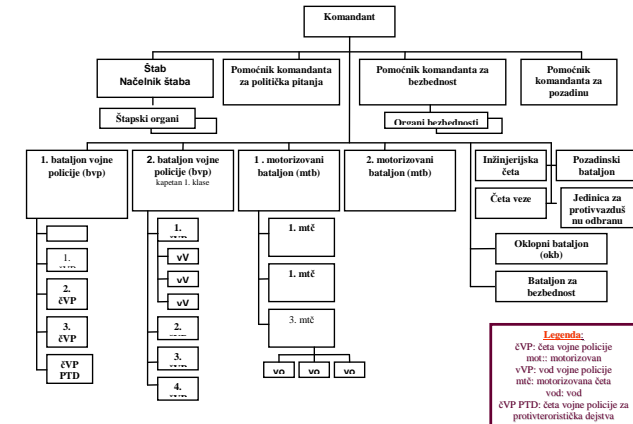 Komandant
Štab
Načelnik štaba
Pomoćnik komandanta
za politička pitanja
Pomoćnik komandanta za
bezbednost
Pomoćnik
komandanta za
pozadinu
Štapski organi
Organi bezbednosti
1. bataljon vojne
policije (bvp)
2. bataljon vojne
policije (bvp)
kapetan 1. klase
1 . motorizovani
bataljon (mtb)
2. motorizovani
bataljon (mtb)
Inžinjerijska
četa
Pozadinski
bataljon
Četa veze
Jedinica za
protivvazduš
nu odbranu
Oklopni bataljon
(okb)
Bataljon za
bezbednost
1.
2.
čVP
3.
čVP
čVP
PTD
1.
vV
vV
vV
2.
3.
4.
1. mtč
1. mtč
3. mtč
vo
vo
vo
Legenda:
čVP: četa vojne policije
mot:: motorizovan
vVP: vod vojne policije
mtč: motorizovana četa
vod: vod
čVP PTD: četa vojne policije za
protivteroristička dejstva